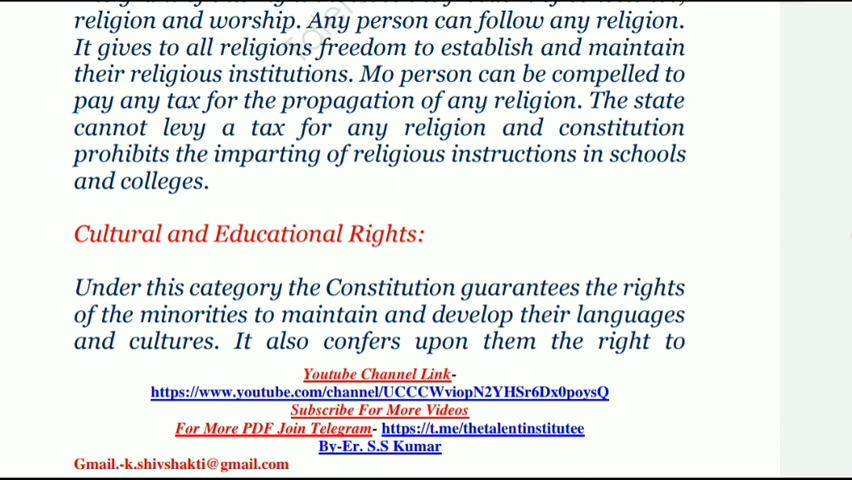 religion and worship. Any person can follow any religion.
It gives to all religions freedom to establish and maintain
their religious institutions. Mo person can be compelled to
pay any tax for the propagation of any religion. The state
cannot levy a tax for any religion and constitution
prohibits the imparting of religious instructions in schools
and colleges.
Cultural and Educational Rights:
Under this category the Constitution guarantees the rights
of the minorities to maintain and develop their languages
and cultures. It also confers upon them the right to
Youtube Channel Link-
https://www.youtube.com/channel/UCCCWviopN2YHSr6Dx0poysQ
Subscribe For More Videos
For More PDF Join Telegram- https://t.me/thetalentinstitutee
By-Er. S.S Kumar
Gmail.-k.shivshakti@gmail.com